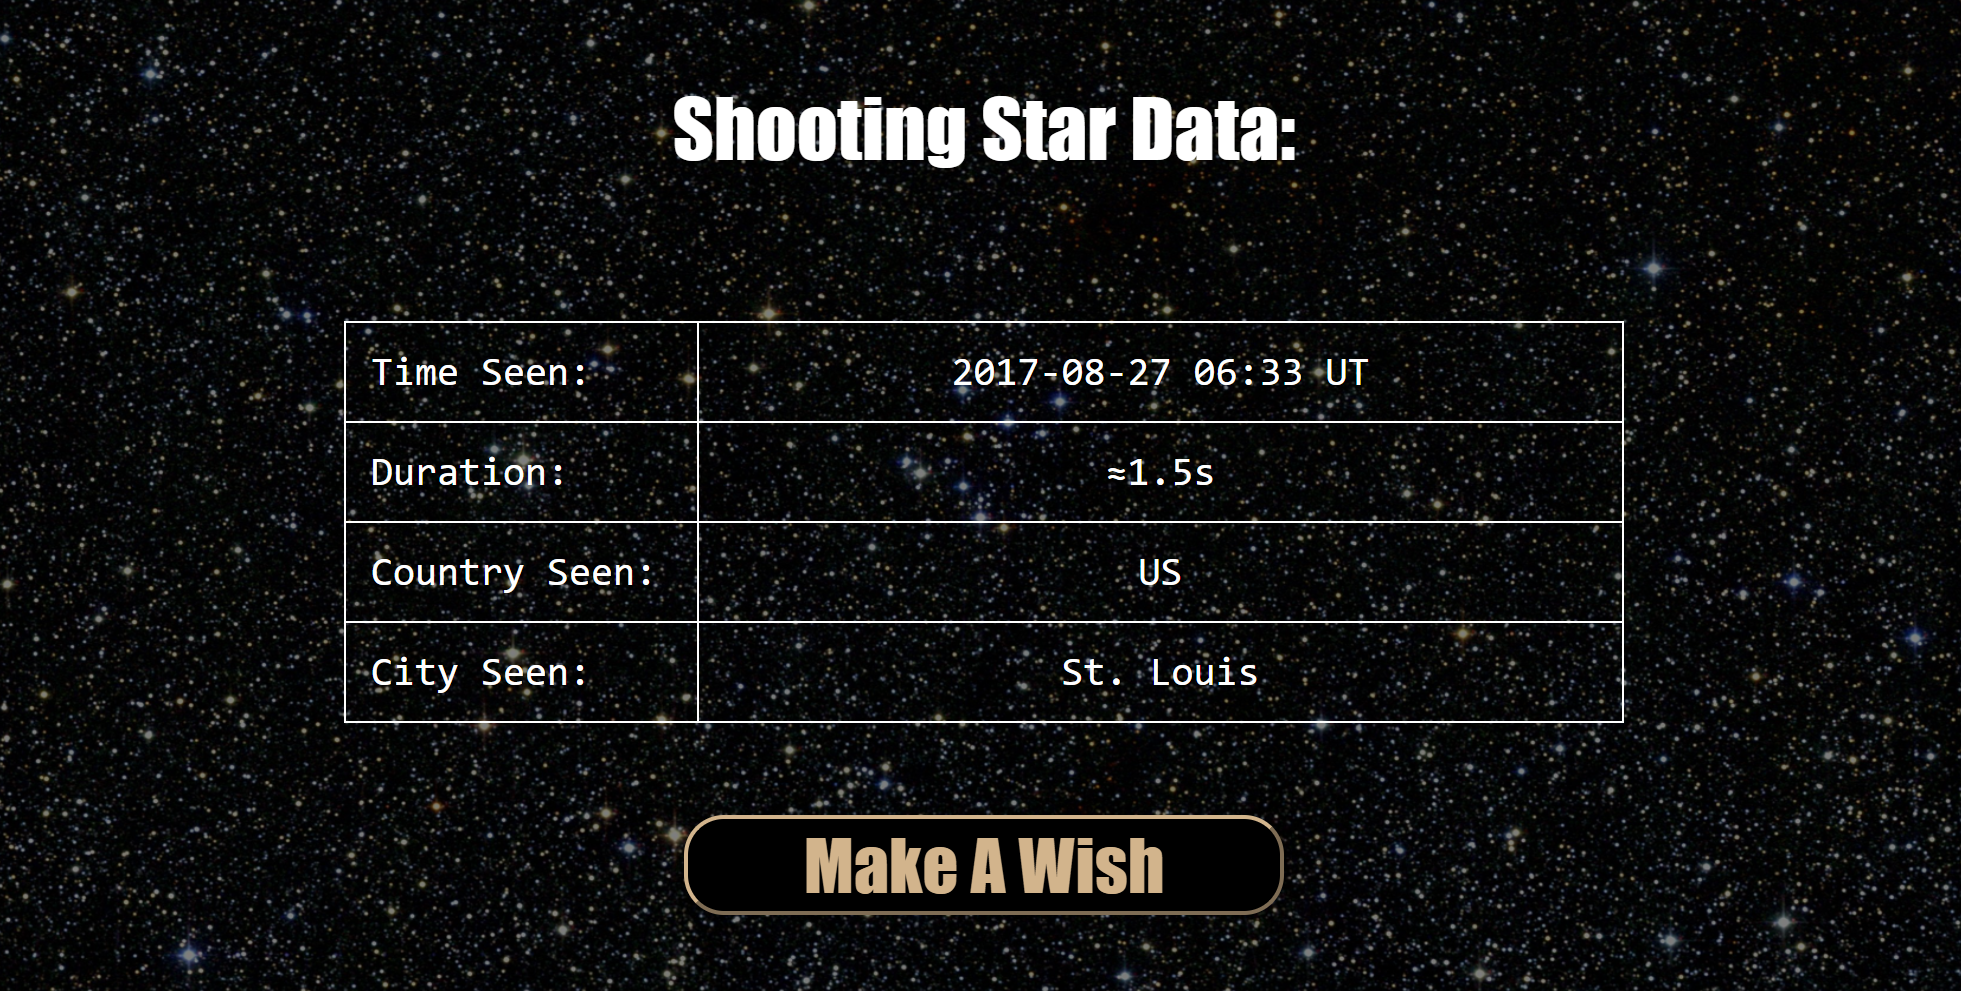 Shooting Star Data:
Time Seen: 2017-08-27 06:33 UT
Duration: ≈1.5s
Country Seen: US
City Seen: St. Louis
Make A Wish